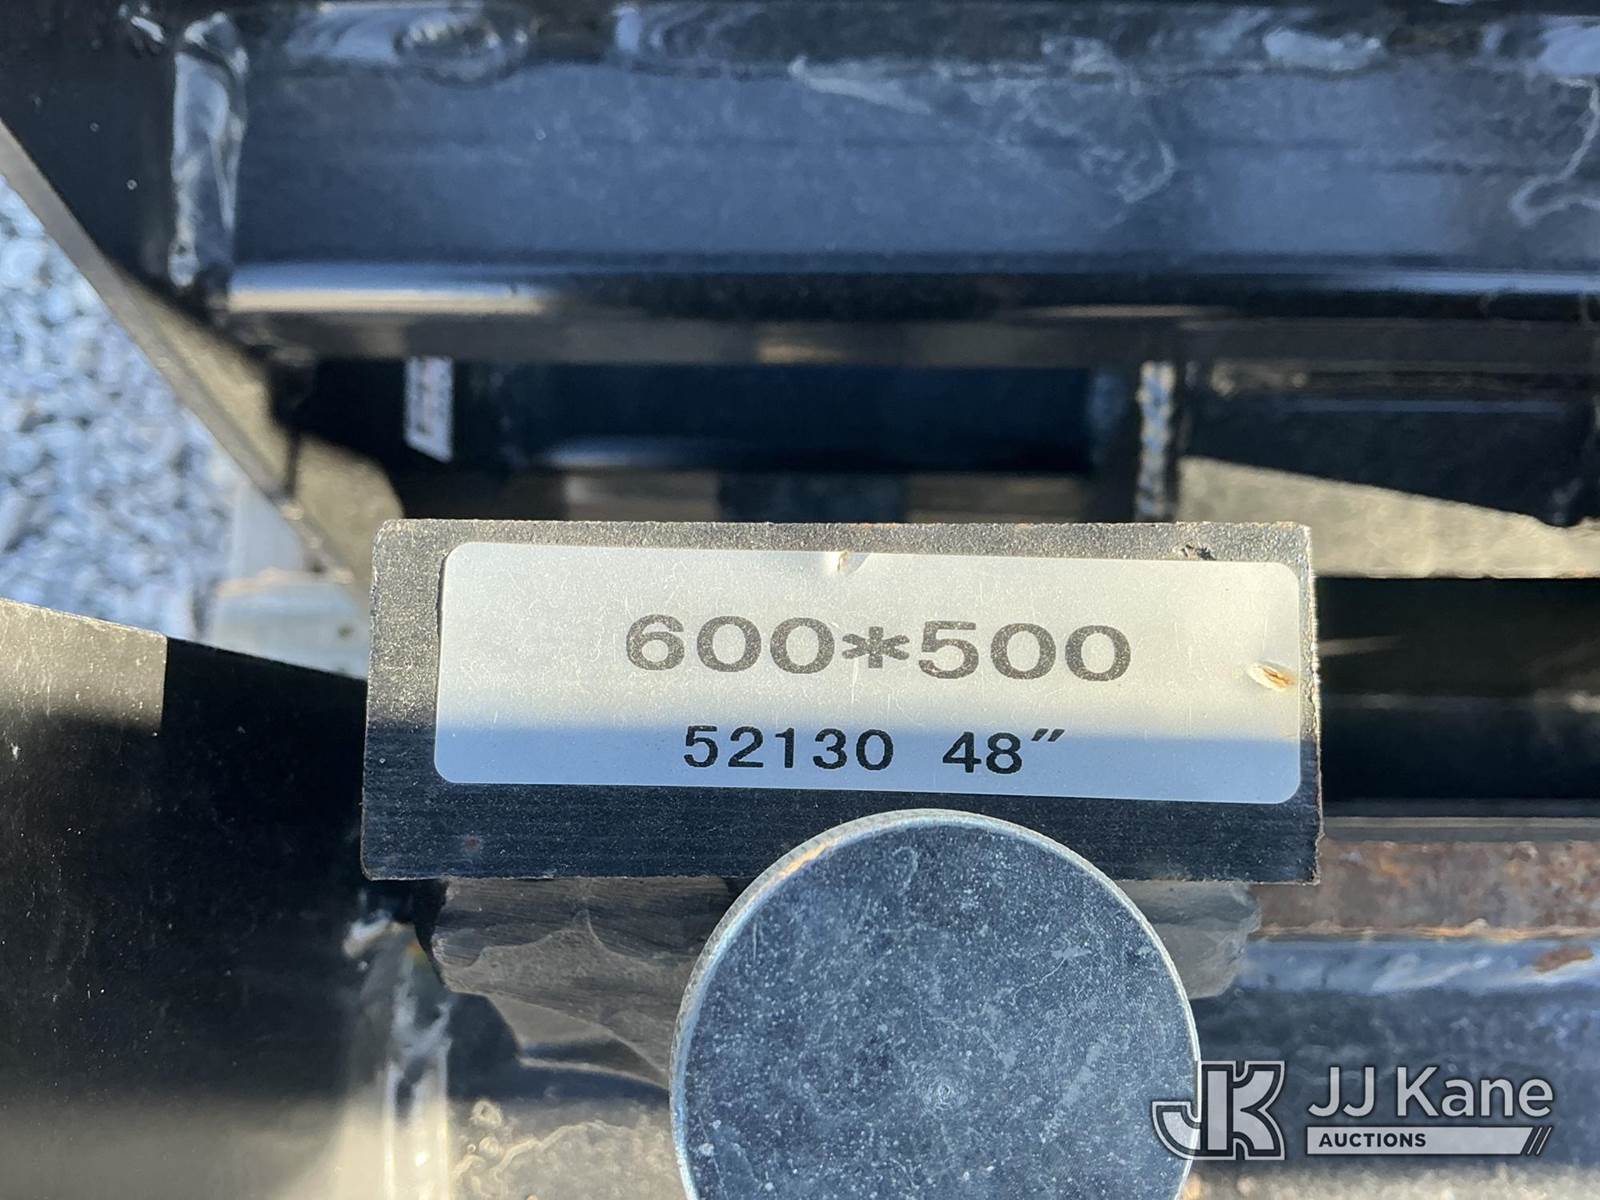 600*500
52130 48"
JJ Kane
AUCTIONS